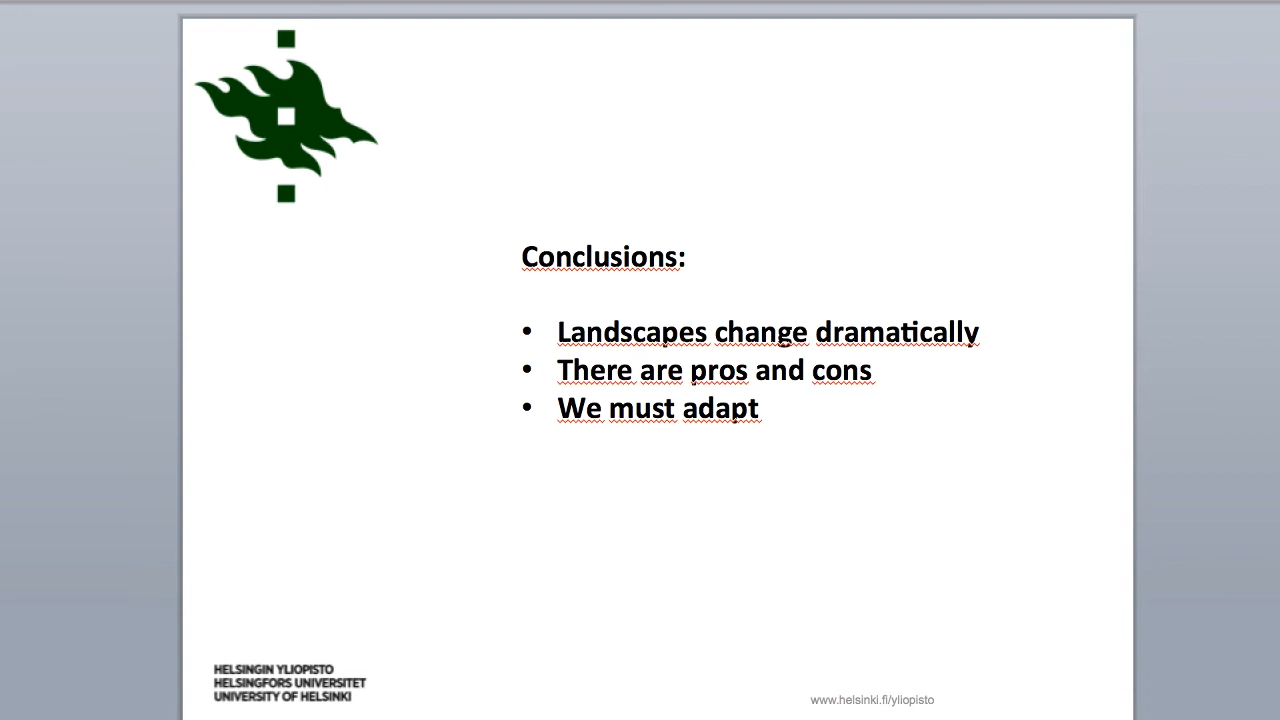 Conclusions:
• Landscapes change dramatically
• There are pros and cons
• We must adapt
HELSINGIN YLIOPISTO
HELSINGFORS UNIVERSITET
UNIVERSITY OF HELSINKI
www.helsinki.fi/yliopisto